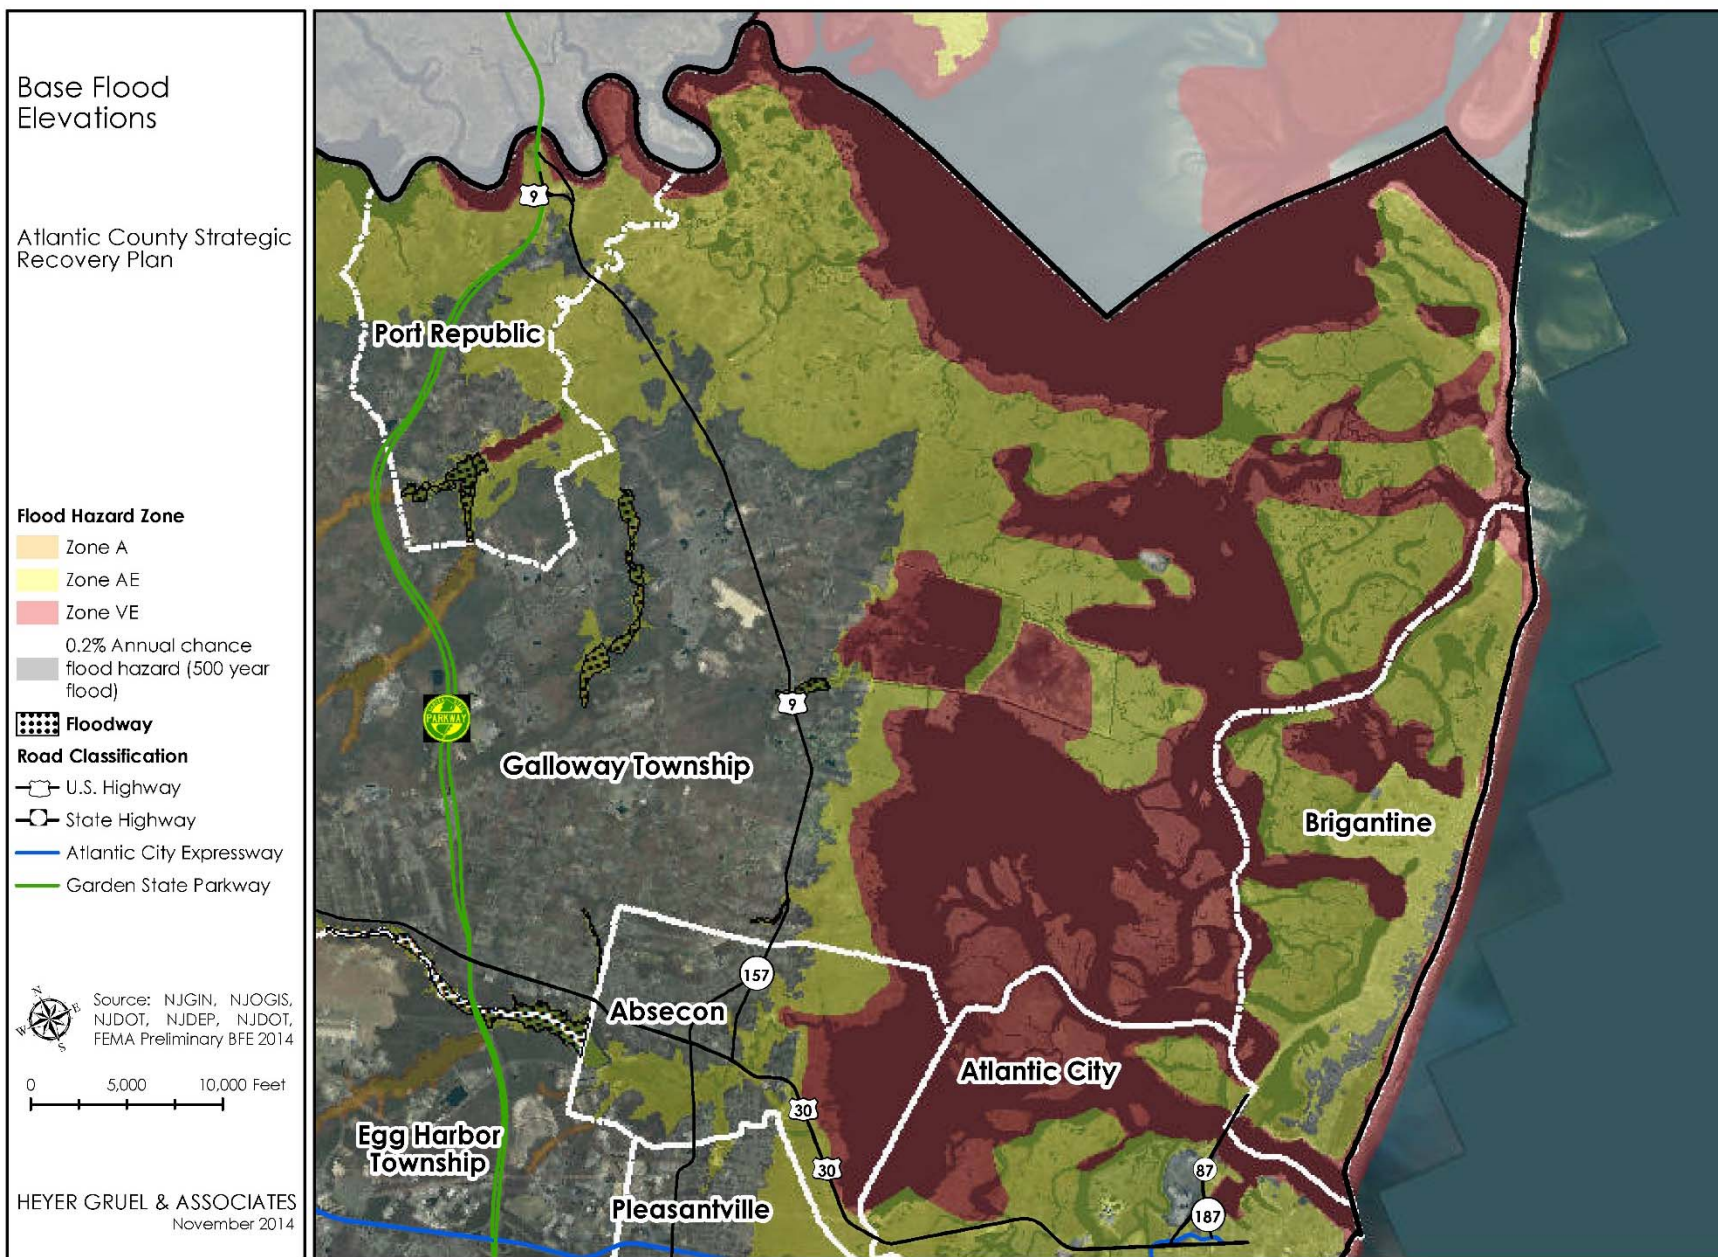 Base Flood
Elevations
Atlantic County Strategic
Recovery Plan
Flood Hazard Zone
Zone A
Zone AE
Zone VE
0.2% Annual chance
flood hazard (500 year
flood)
Floodway
Road Classification
U.S. Highway
State Highway
Atlantic City Expressway
Garden State Parkway
N
W E
S
Source: NJGIN, NJOGIS,
NJDOT, NJDEP, NJDOT,
FEMA Preliminary BFE 2014
0 5,000 10,000 Feet
HEYER GRUEL & ASSOCIATES
November 2014
9
Port Republic
9
PARKWAY
Galloway Township
Brigantine
157
Absecon
Atlantic City
30
Egg Harbor
Township
30
87
Pleasantville
187